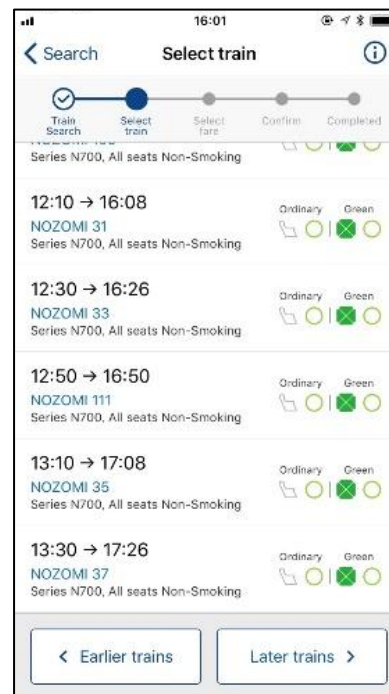 16:01
Search Select train
Train Search
Select train
Select fare
Confirm
Completed
Series N700, All seats Non-Smoking
12:10 → 16:08
Ordinary Green
NOZOMI 31
Series N700, All seats Non-Smoking
12:30 → 16:26
Ordinary Green
NOZOMI 33
Series N700, All seats Non-Smoking
12:50 → 16:50
Ordinary Green
NOZOMI 111
Series N700, All seats Non-Smoking
13:10 → 17:08
Ordinary Green
NOZOMI 35
Series N700, All seats Non-Smoking
13:30 → 17:26
Ordinary Green
NOZOMI 37
Series N700, All seats Non-Smoking
Earlier trains
Later trains